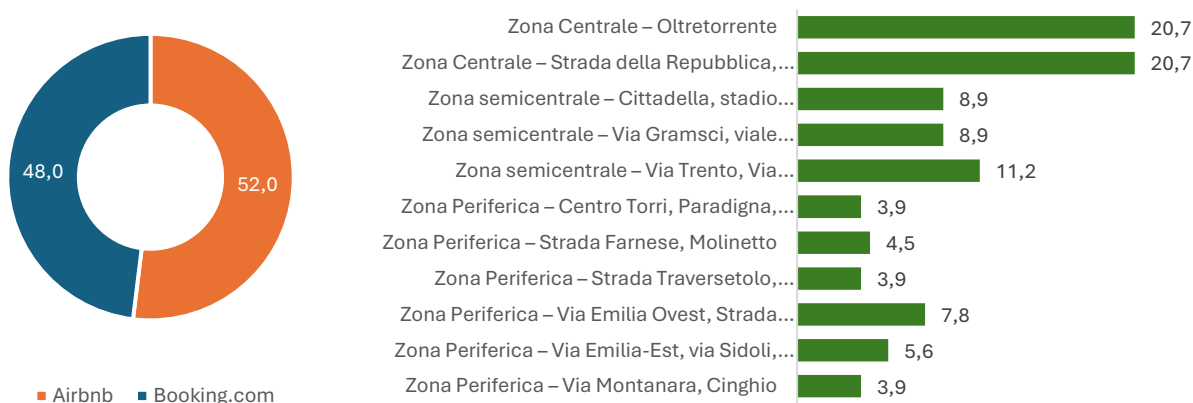 48,0
52,0
Airbnb Booking.com
Zona Centrale – Oltretorrente 20,7
Zona Centrale – Strada della Repubblica,... 20,7
Zona semicentrale – Cittadella, stadio... 8,9
Zona semicentrale – Via Gramsci, viale... 8,9
Zona semicentrale – Via Trento, Via... 11,2
Zona Periferica – Centro Torri, Paradigna,... 3,9
Zona Periferica – Strada Farnese, Molinetto 4,5
Zona Periferica – Strada Traversetolo,... 3,9
Zona Periferica – Via Emilia Ovest, Strada... 7,8
Zona Periferica – Via Emilia-Est, via Sidoli,... 5,6
Zona Periferica – Via Montanara, Cinghio 3,9